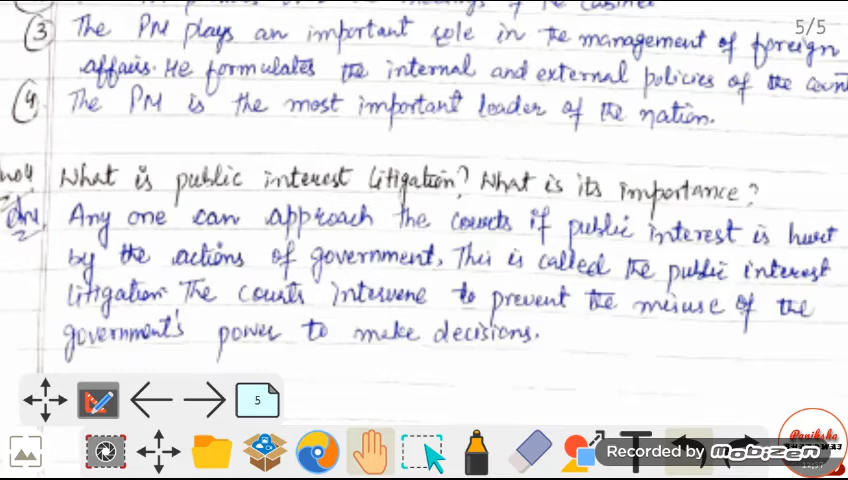 5/5
③ The PM plays an important role in the management of foreign
affairs. He formulates the internal and external policies of the
④ The PM is the most important leader of the nation.
What is public interest litigation? What is its importance?
Ans. Any one can approach the courts if public interest is hurt
by the actions of government. This is called the public interest
litigation. The courts intervene to prevent the misuse of the
government's power to make decisions.
5
T
Recorded by Mobizen